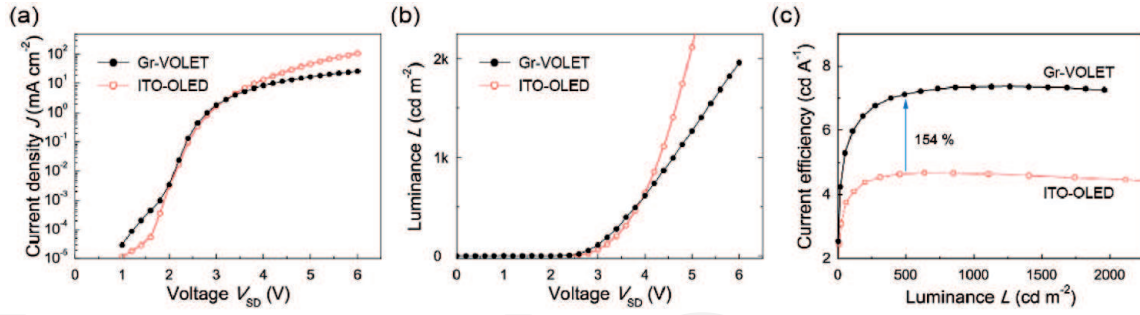 (a)
Current density J (mA cm⁻²)
10²
10¹
10⁰
10⁻¹
10⁻²
10⁻³
10⁻⁴
10⁻⁵
Gr-VOLET
ITO-OLED
0 1 2 3 4 5 6
Voltage V_SD (V)
(b)
Luminance L (cd m⁻²)
2k
1k
0
Gr-VOLET
ITO-OLED
0 1 2 3 4 5 6
Voltage V_SD (V)
(c)
Current efficiency (cd A⁻¹)
8
6
4
2
Gr-VOLET
154 %
ITO-OLED
0 500 1000 1500 2000
Luminance L (cd m⁻²)